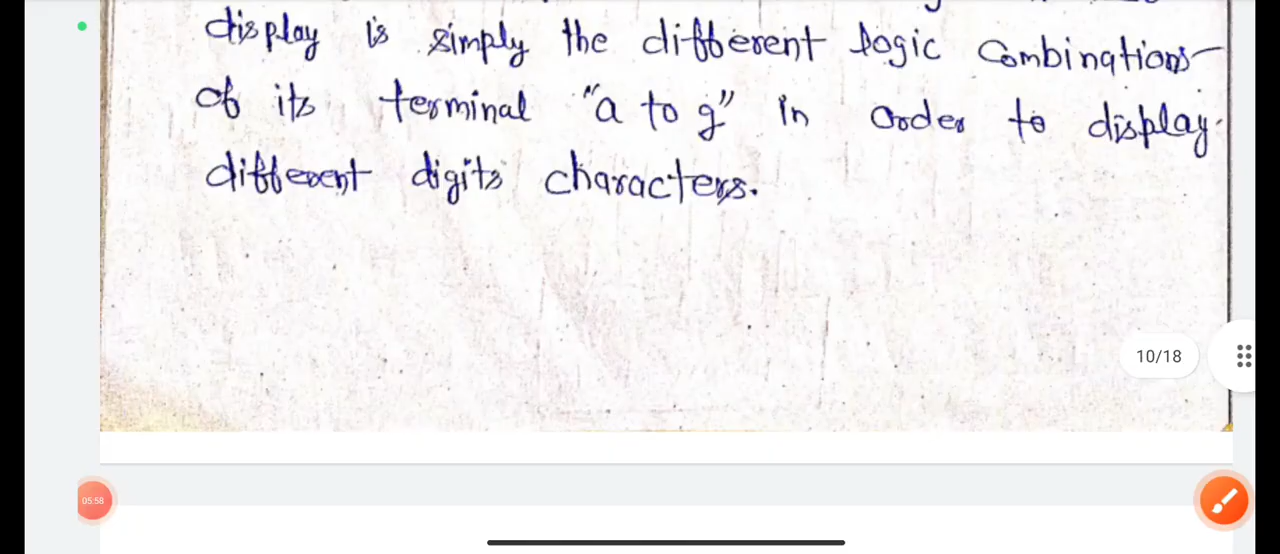 display is simply the different logic combinations
of its terminal "a to g" in order to display
different digits characters.
10/18
05:58